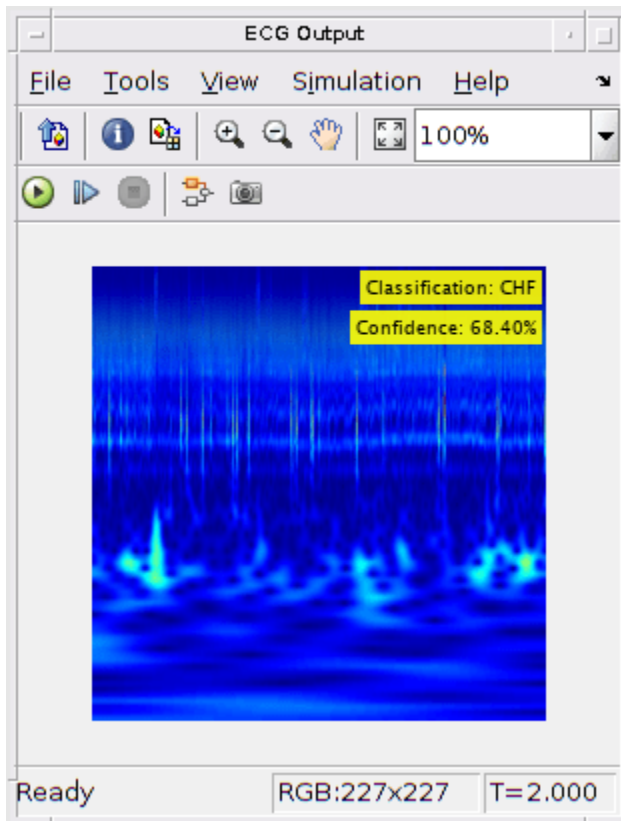 ECG Output
File Tools View Simulation Help
100%
Classification: CHF
Confidence: 68.40%
Ready RGB:227x227 T=2.000